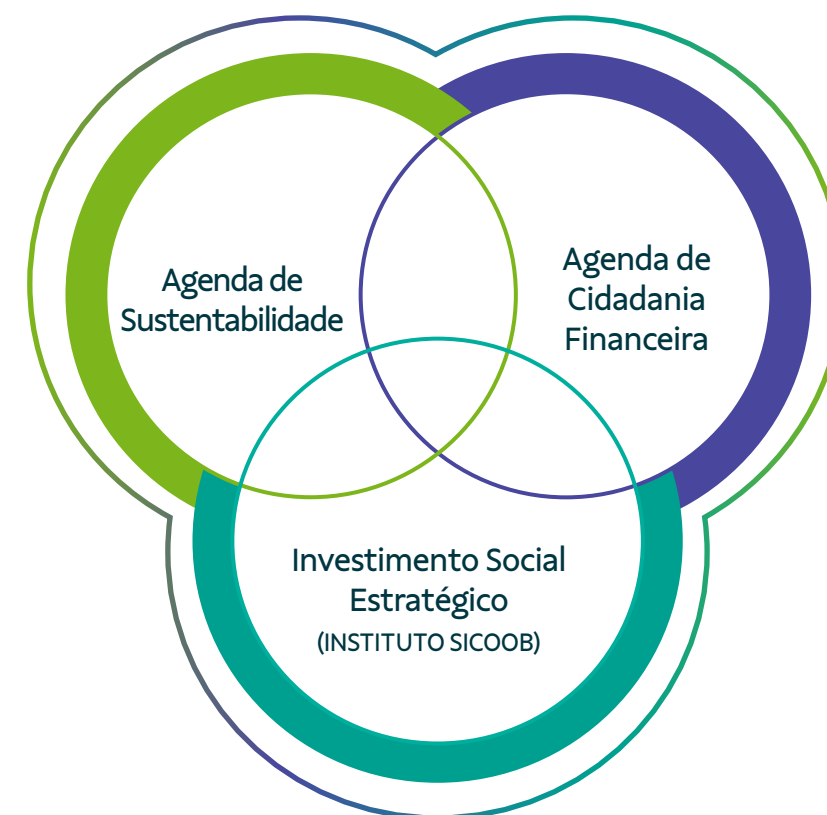 Agenda de
Sustentabilidade
Agenda de
Cidadania
Financeira
Investimento Social
Estratégico
(INSTITUTO SICOOB)